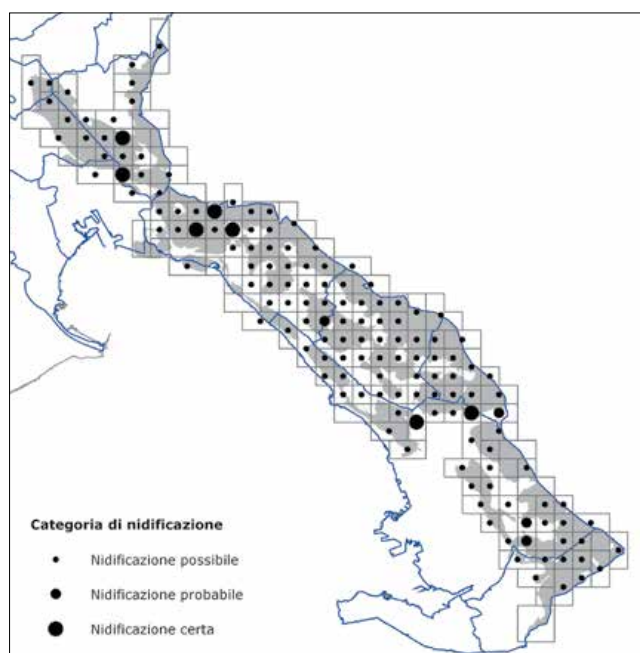 Categoria di nidificazione
Nidificazione possibile
Nidificazione probabile
Nidificazione certa